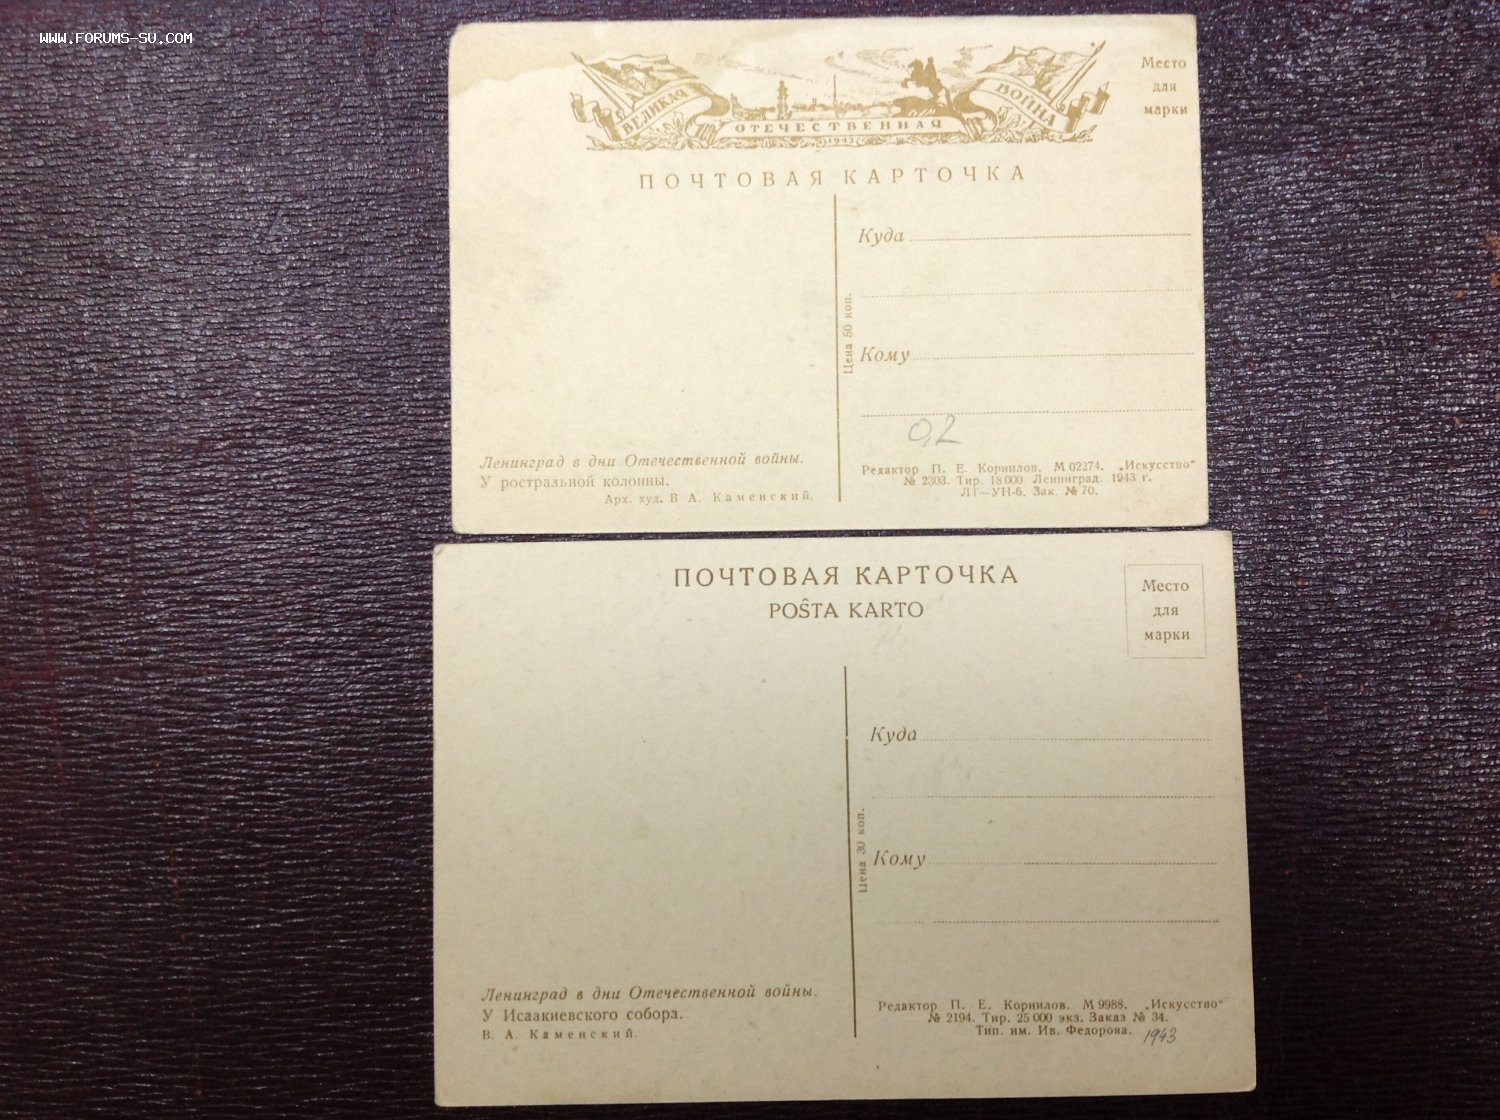 WWW.FORUMS-SU.COM
ВЕЛИКАЯ ОТЕЧЕСТВЕННАЯ ВОЙНА
1943
Место
для
марки
ПОЧТОВАЯ КАРТОЧКА
Куда
Цена 50 коп.
Кому
0,2
Ленинград в дни Отечественной войны.
У ростральной колонны.
Арх. худ. В А. Каменский.
Редактор П. Е. Корнилов. М 02274. „Искусство“
№ 2303. Тир. 18 000 Ленинград. 1943 г.
ЛГ—УН-6. Зак. № 70.
ПОЧТОВАЯ КАРТОЧКА
POŜTA KARTO
Место
для
марки
Куда
Цена 30 коп.
Кому
Ленинград в дни Отечественной войны.
У Исаакиевского собора.
В. А. Каменский.
Редактор П. Е. Корнилов. М 9988. „Искусство“
№ 2194. Тир. 25 000 экз. Заказ № 34.
Тип. им. Ив. Федорова. 1943